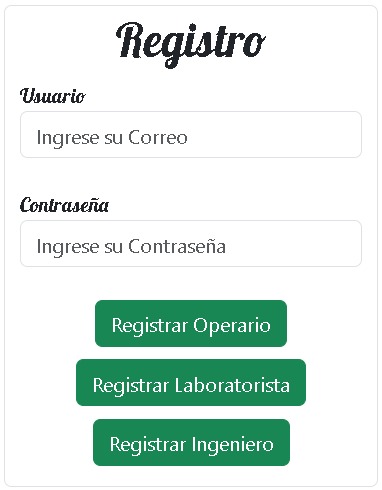 Registro
Usuario
Ingrese su Correo
Contraseña
Ingrese su Contraseña
Registrar Operario
Registrar Laboratorista
Registrar Ingeniero